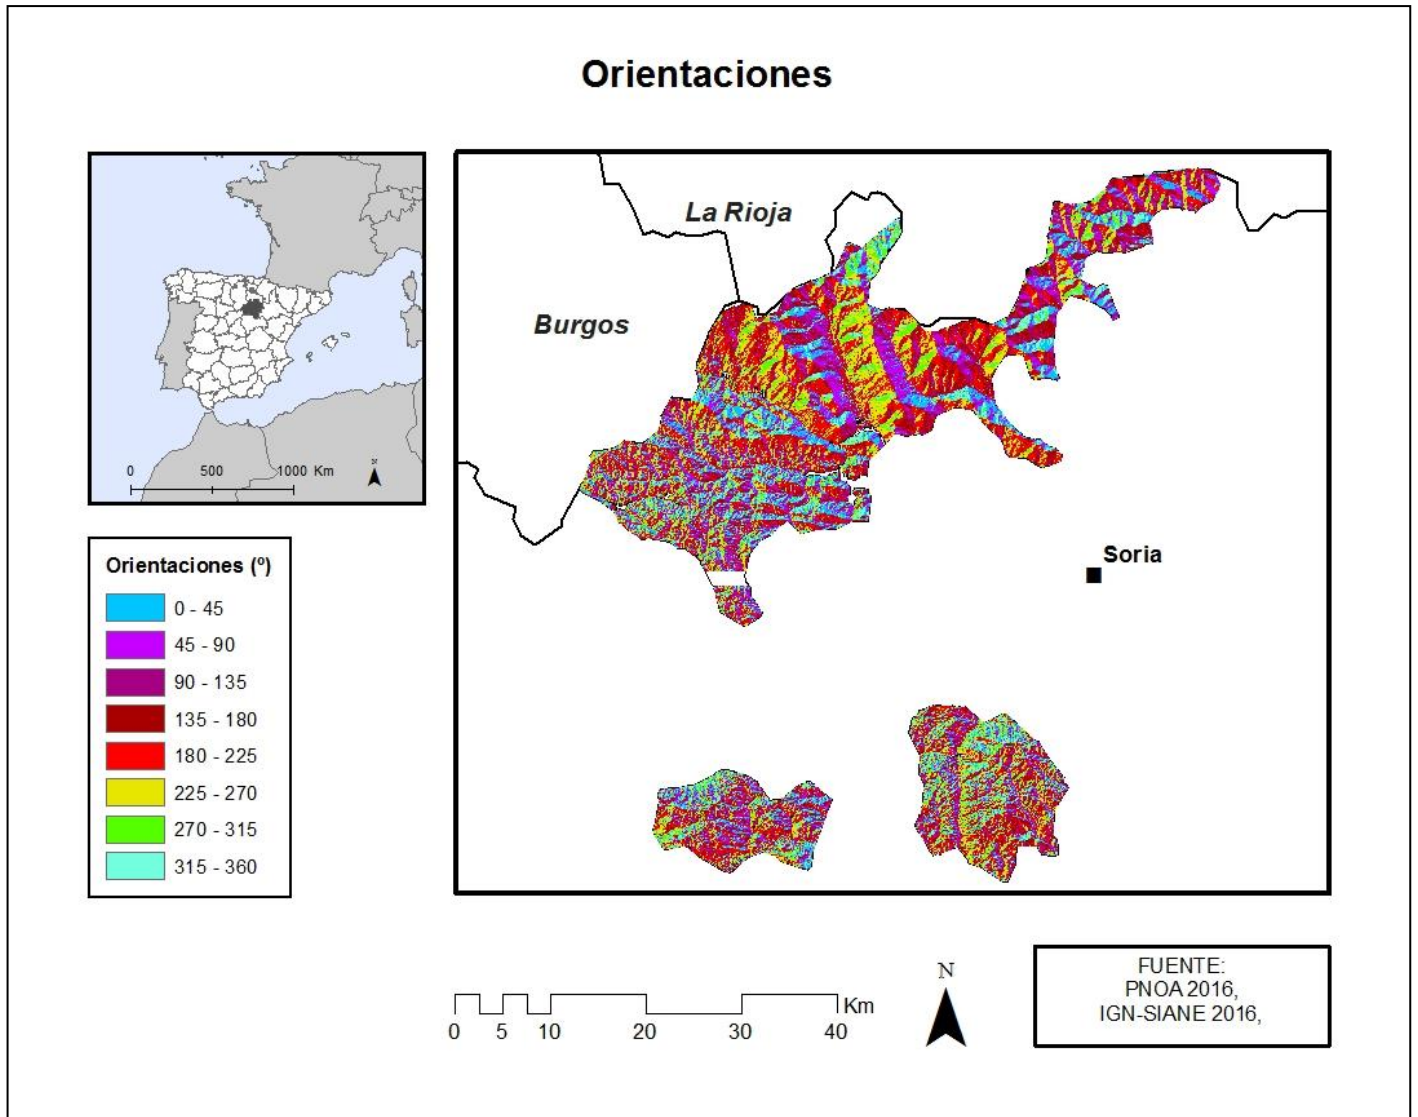 Orientaciones
La Rioja
Burgos
Soria
0 500 1000 Km
N
Orientaciones (º)
0 - 45
45 - 90
90 - 135
135 - 180
180 - 225
225 - 270
270 - 315
315 - 360
Km
0 5 10 20 30 40
N
FUENTE:
PNOA 2016,
IGN-SIANE 2016,